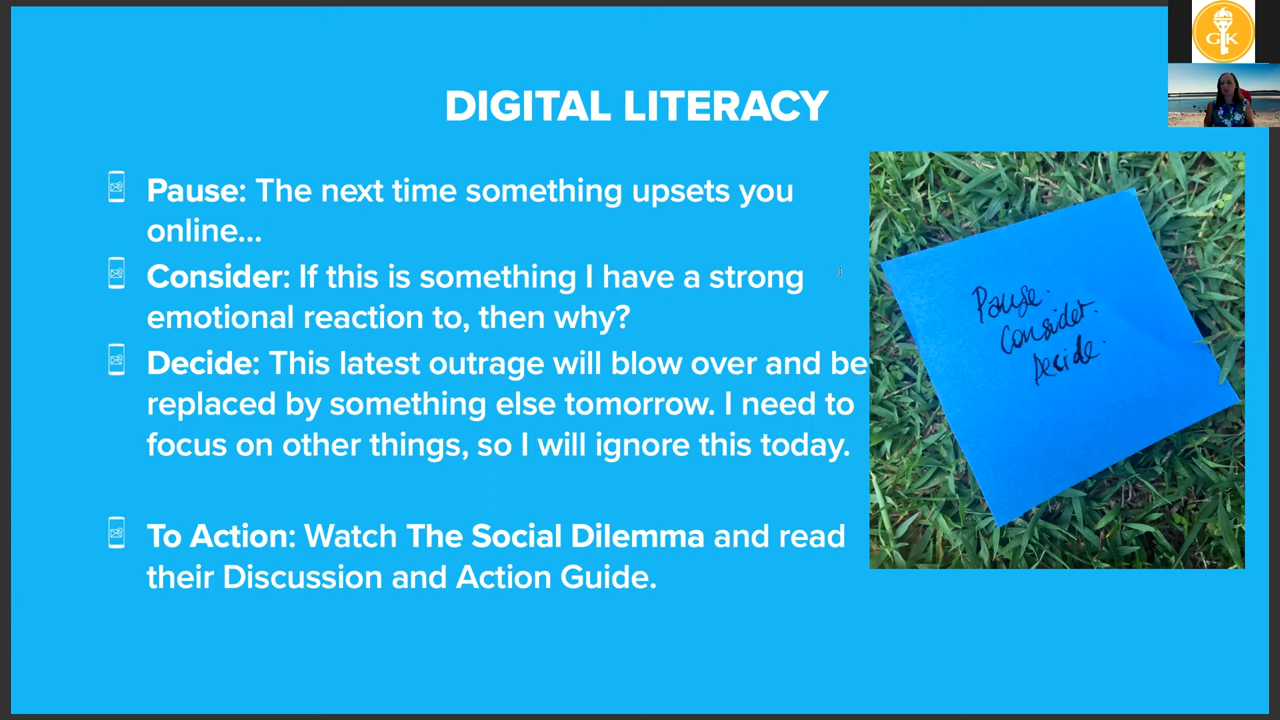 DIGITAL LITERACY
Pause: The next time something upsets you
online...
Consider: If this is something I have a strong
emotional reaction to, then why?
Decide: This latest outrage will blow over and be
replaced by something else tomorrow. I need to
focus on other things, so I will ignore this today.
To Action: Watch The Social Dilemma and read
their Discussion and Action Guide.
Pause.
Consider.
Decide.
GK